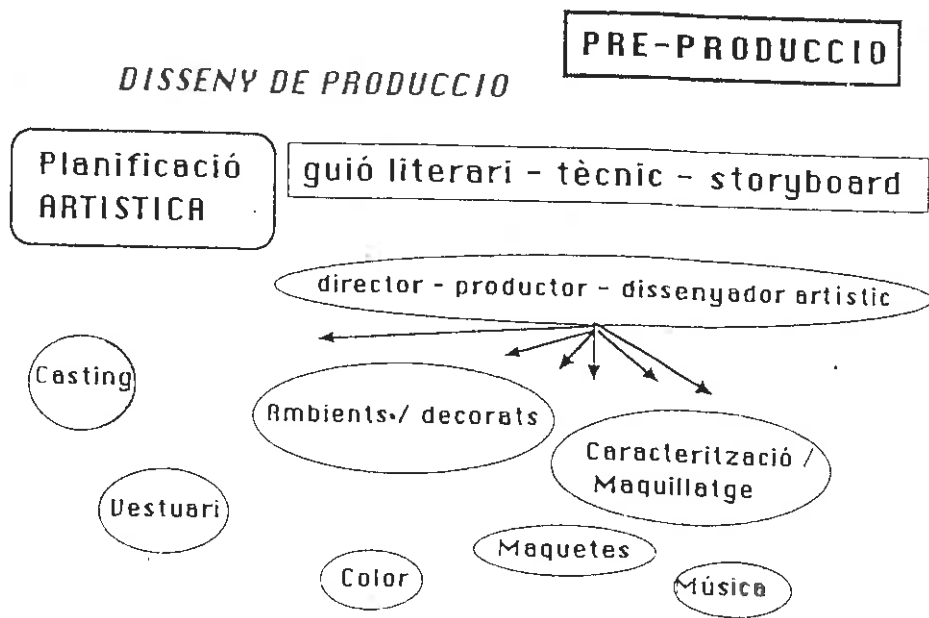 PRE-PRODUCCIO
DISSENY DE PRODUCCIO
Planificació
ARTISTICA
guió literari - tècnic - storyboard
director - productor - dissenyador artistic
Casting
Ambients./ decorats
Caracterització /
Maquillatge
Vestuari
Maquetes
Color
Música